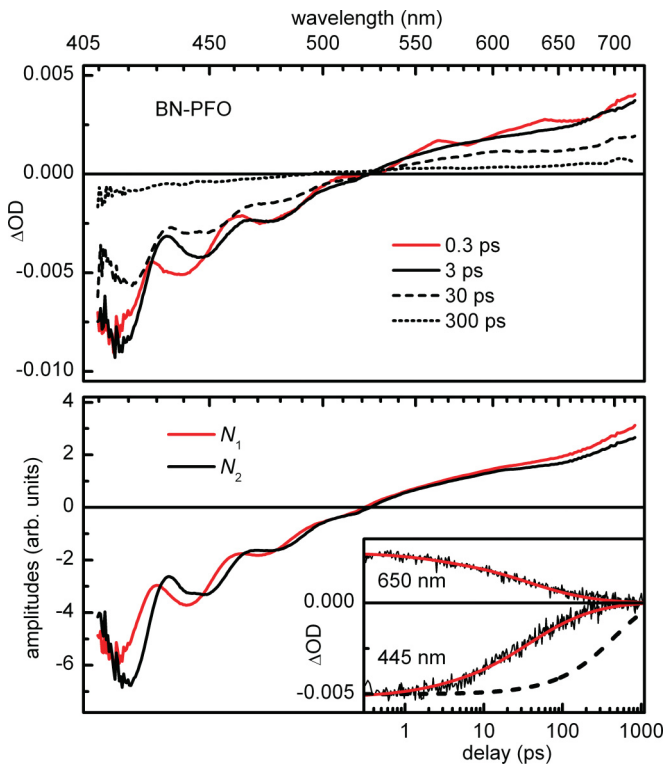 wavelength (nm)
405 450 500 550 600 650 700
0.005
BN-PFO
0.000
ΔOD
0.3 ps
3 ps
-0.005
30 ps
300 ps
-0.010
4
N1
2
N2
amplitudes (arb. units)
0
650 nm
-2
0.000
ΔOD
445 nm
-4
-0.005
-6
1 10 100 1000
delay (ps)